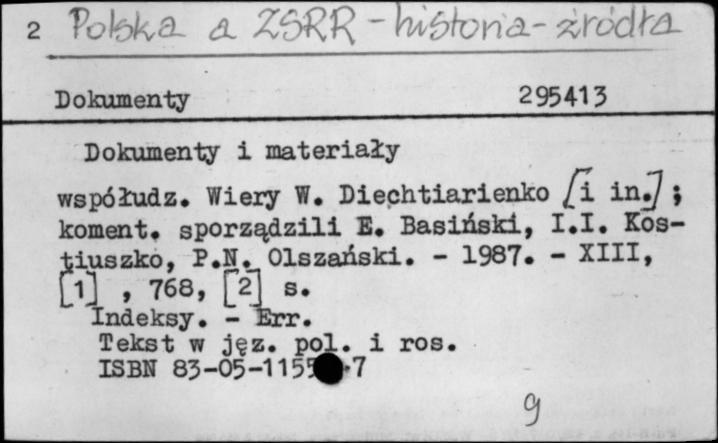 2 Polska a ZSRR - historia - źródła
Dokumenty 295413
Dokumenty i materiały
współudz. Wiery W. Diechtiarienko [i in.] ;
koment. sporządzili E. Basiński, I.I. Kos-
tiuszko, P.N. Olszański. - 1987. - XIII,
[1] , 768, [2] s.
Indeksy. - Err.
Tekst w jęz. pol. i ros.
ISBN 83-05-115 -7
9